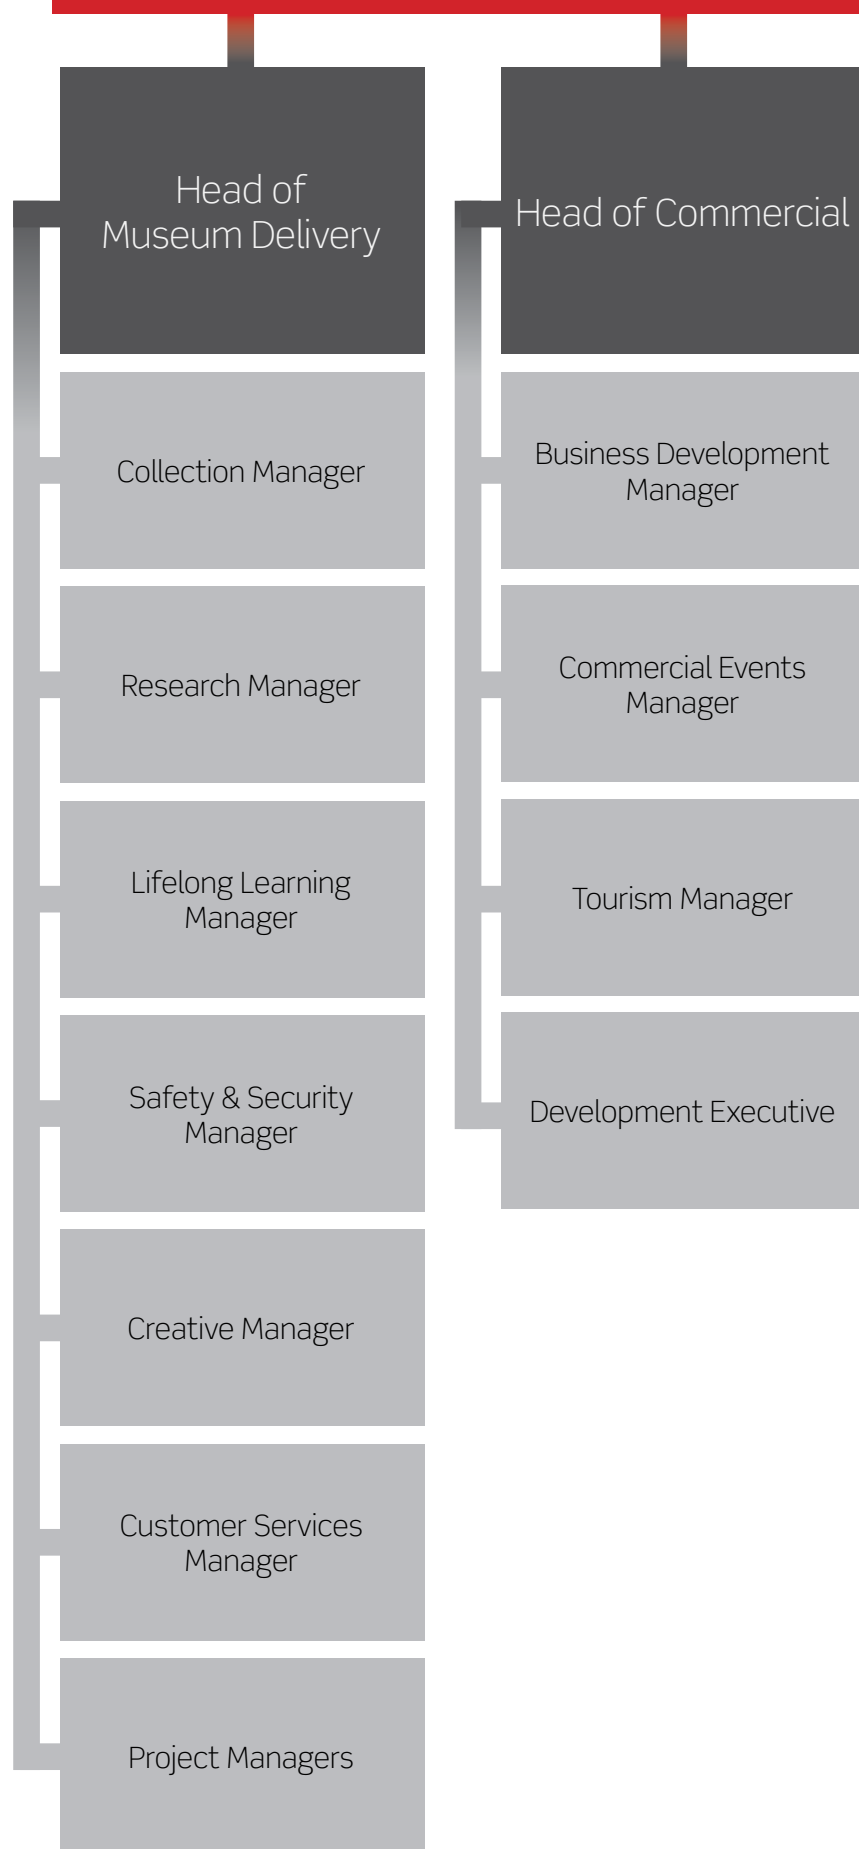 Head of
Museum Delivery
Collection Manager
Research Manager
Lifelong Learning
Manager
Safety & Security
Manager
Creative Manager
Customer Services
Manager
Project Managers
Head of Commercial
Business Development
Manager
Commercial Events
Manager
Tourism Manager
Development Executive